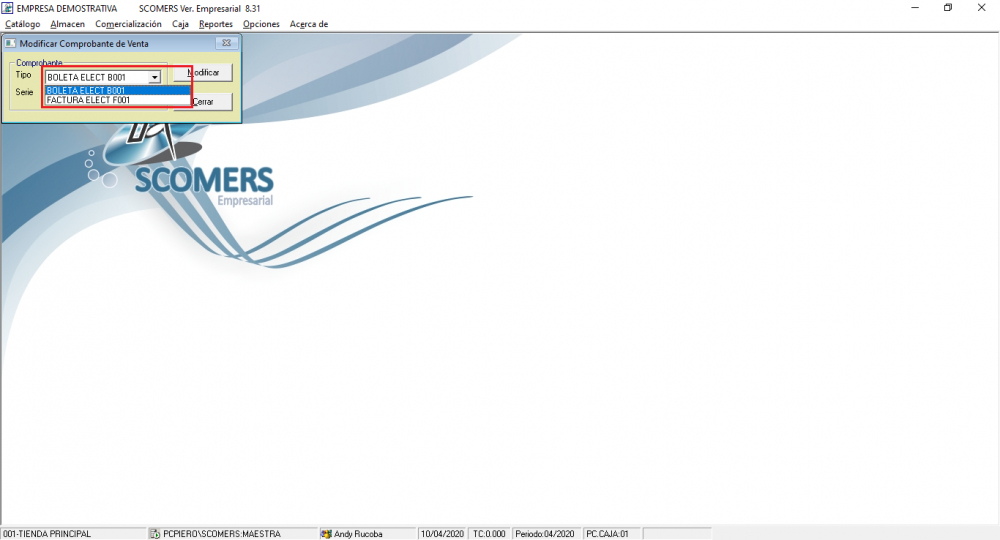 EMPRESA DEMOSTRATIVA SCOMERS Ver. Empresarial 8.31
Catálogo Almacen Comercialización Caja Reportes Opciones Acerca de
Modificar Comprobante de Venta
Comprobante
Tipo BOLETA ELECT B001 Modificar
BOLETA ELECT B001
Serie
FACTURA ELECT F001 Cerrar
SCOMERS
Empresarial
001-TIENDA PRINCIPAL PCPIERO\SCOMERS:MAESTRA Andy Rucoba 10/04/2020 TC:0.000 Periodo:04/2020 PC.CAJA:01